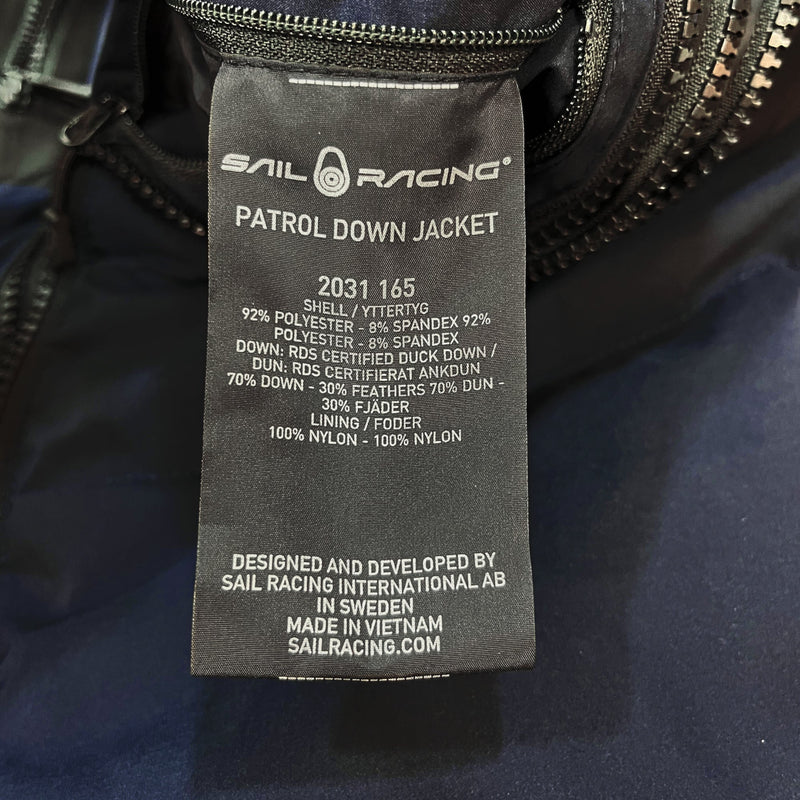 SAIL RACING®
PATROL DOWN JACKET
2031 165
SHELL / YTTERTYG
92% POLYESTER - 8% SPANDEX 92%
POLYESTER - 8% SPANDEX
DOWN: RDS CERTIFIED DUCK DOWN /
DUN: RDS CERTIFIERAT ANKDUN
70% DOWN - 30% FEATHERS 70% DUN -
30% FJÄDER
LINING / FODER
100% NYLON - 100% NYLON
DESIGNED AND DEVELOPED BY
SAIL RACING INTERNATIONAL AB
IN SWEDEN
MADE IN VIETNAM
SAILRACING.COM